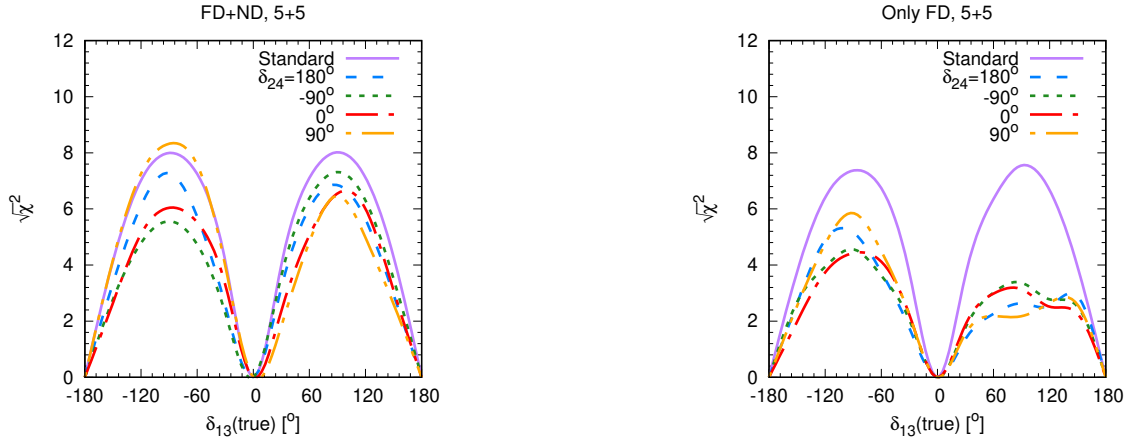 FD+ND, 5+5
12
10
8
6
4
2
0
√χ²
Standard
δ₂₄=180°
-90°
0°
90°
-180 -120 -60 0 60 120 180
δ₁₃(true) [°]
Only FD, 5+5
12
10
8
6
4
2
0
√χ²
Standard
δ₂₄=180°
-90°
0°
90°
-180 -120 -60 0 60 120 180
δ₁₃(true) [°]